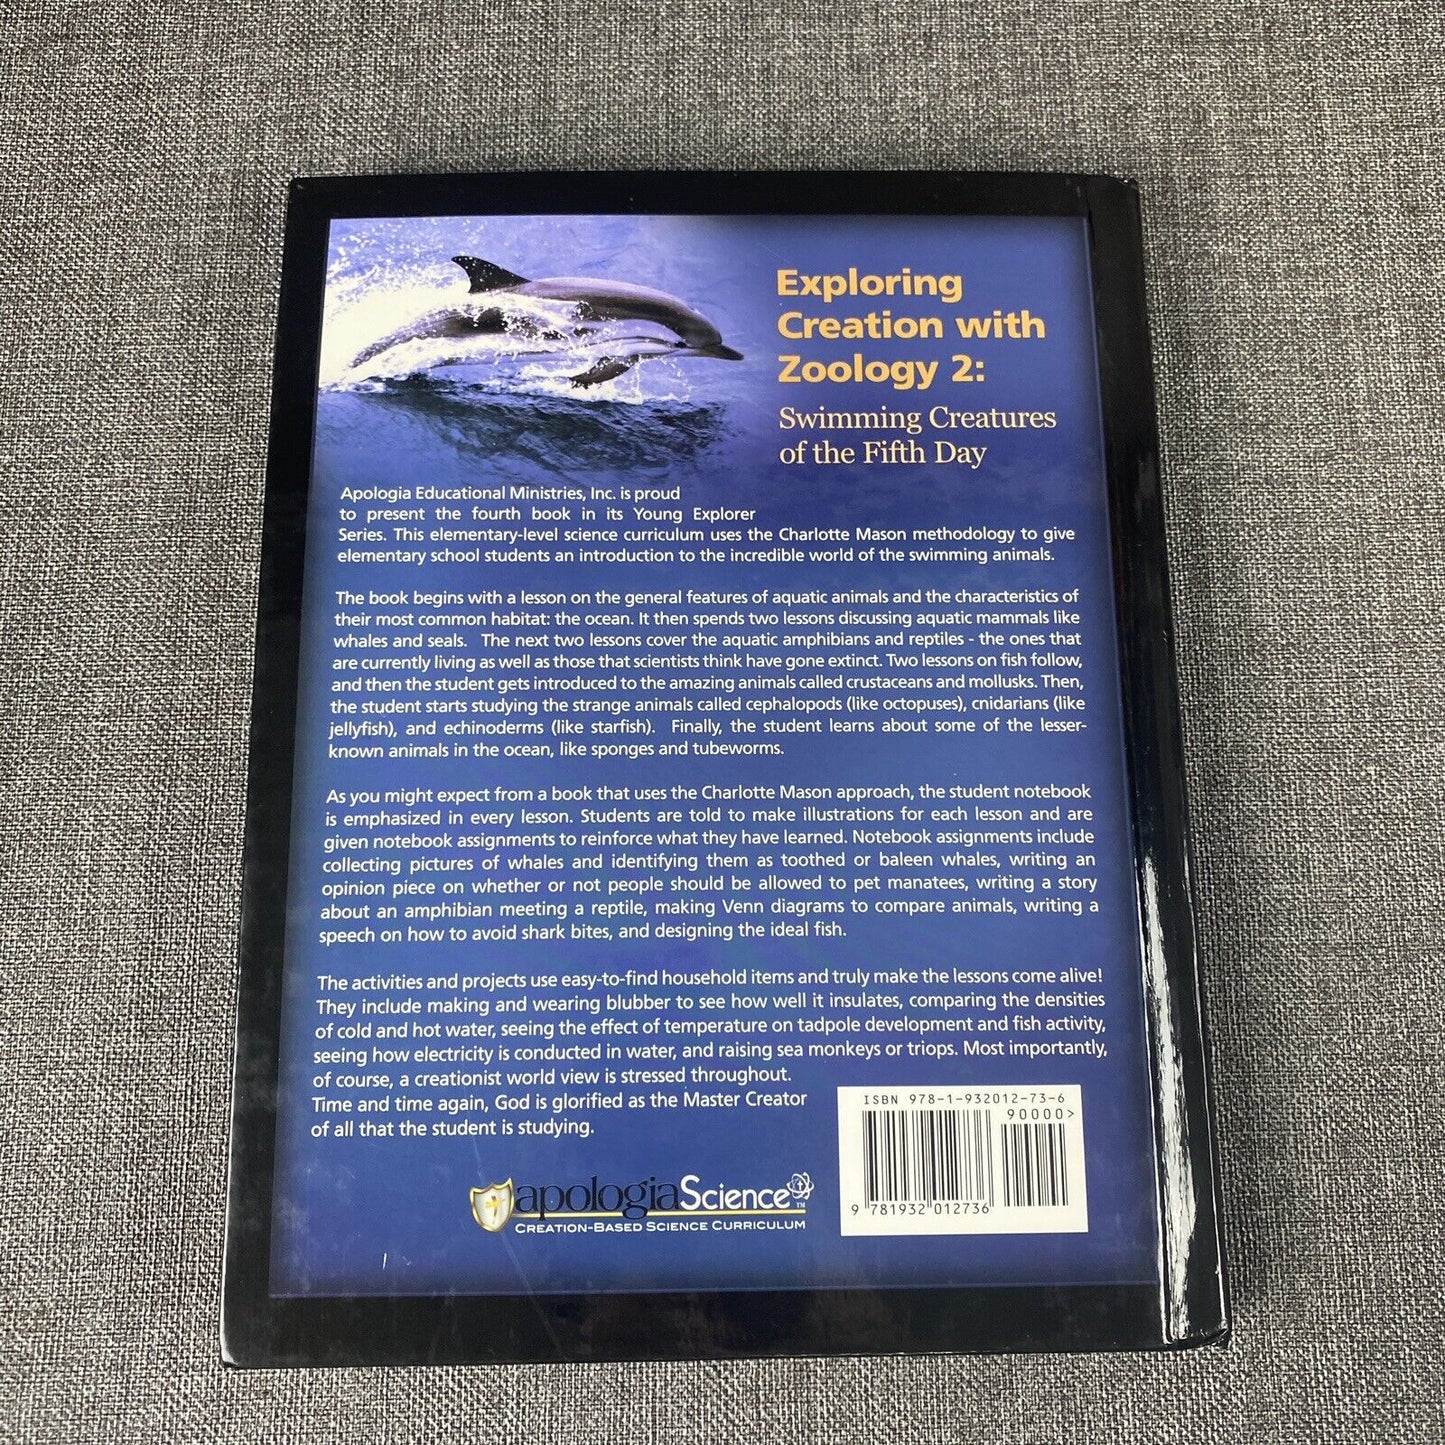 Exploring
Creation with
Zoology 2:
Swimming Creatures
of the Fifth Day
Apologia Educational Ministries, Inc. is proud
to present the fourth book in its Young Explorer
Series. This elementary-level science curriculum uses the Charlotte Mason methodology to give
elementary school students an introduction to the incredible world of the swimming animals.
The book begins with a lesson on the general features of aquatic animals and the characteristics of
their most common habitat: the ocean. It then spends two lessons discussing aquatic mammals like
whales and seals. The next two lessons cover the aquatic amphibians and reptiles - the ones that
are currently living as well as those that scientists think have gone extinct. Two lessons on fish follow,
and then the student gets introduced to the amazing animals called crustaceans and mollusks. Then,
the student starts studying the strange animals called cephalopods (like octopuses), cnidarians (like
jellyfish), and echinoderms (like starfish). Finally, the student learns about some of the lesser-
known animals in the ocean, like sponges and tubeworms.
As you might expect from a book that uses the Charlotte Mason approach, the student notebook
is emphasized in every lesson. Students are told to make illustrations for each lesson and are
given notebook assignments to reinforce what they have learned. Notebook assignments include
collecting pictures of whales and identifying them as toothed or baleen whales, writing an
opinion piece on whether or not people should be allowed to pet manatees, writing a story
about an amphibian meeting a reptile, making Venn diagrams to compare animals, writing a
speech on how to avoid shark bites, and designing the ideal fish.
The activities and projects use easy-to-find household items and truly make the lessons come alive!
They include making and wearing blubber to see how well it insulates, comparing the densities
of cold and hot water, seeing the effect of temperature on tadpole development and fish activity,
seeing how electricity is conducted in water, and raising sea monkeys or triops. Most importantly,
of course, a creationist world view is stressed throughout.
Time and time again, God is glorified as the Master Creator
of all that the student is studying.
ISBN 978-1-932012-73-6
90000>
9 781932 012736
apologia Science™
CREATION-BASED SCIENCE CURRICULUM